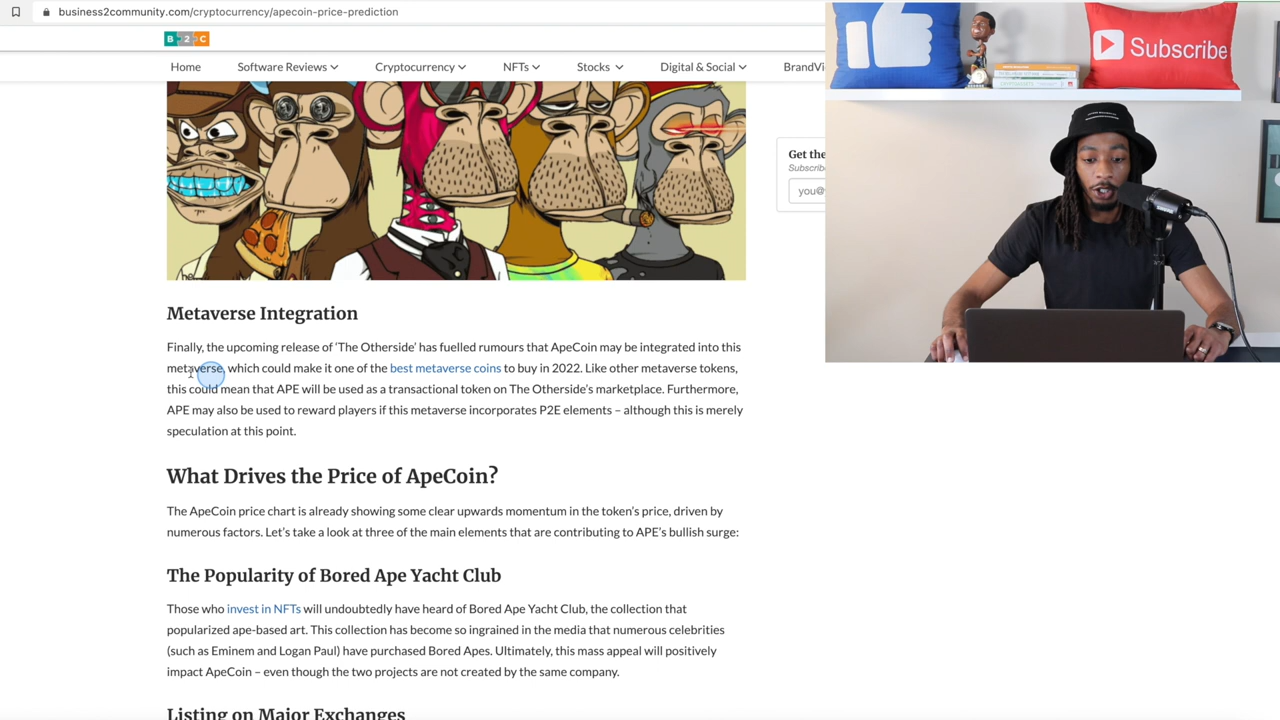 business2community.com/cryptocurrency/apecoin-price-prediction
B 2 C
Home Software Reviews Cryptocurrency NFTs Stocks Digital & Social
Subscribe
Get the
you@
Metaverse Integration
Finally, the upcoming release of ‘The Otherside’ has fuelled rumours that ApeCoin may be integrated into this
metaverse, which could make it one of the best metaverse coins to buy in 2022. Like other metaverse tokens,
this could mean that APE will be used as a transactional token on The Otherside’s marketplace. Furthermore,
APE may also be used to reward players if this metaverse incorporates P2E elements – although this is merely
speculation at this point.
What Drives the Price of ApeCoin?
The ApeCoin price chart is already showing some clear upwards momentum in the token’s price, driven by
numerous factors. Let’s take a look at three of the main elements that are contributing to APE’s bullish surge:
The Popularity of Bored Ape Yacht Club
Those who invest in NFTs will undoubtedly have heard of Bored Ape Yacht Club, the collection that
popularized ape-based art. This collection has become so ingrained in the media that numerous celebrities
(such as Eminem and Logan Paul) have purchased Bored Apes. Ultimately, this mass appeal will positively
impact ApeCoin – even though the two projects are not created by the same company.
Listing on Major Exchanges